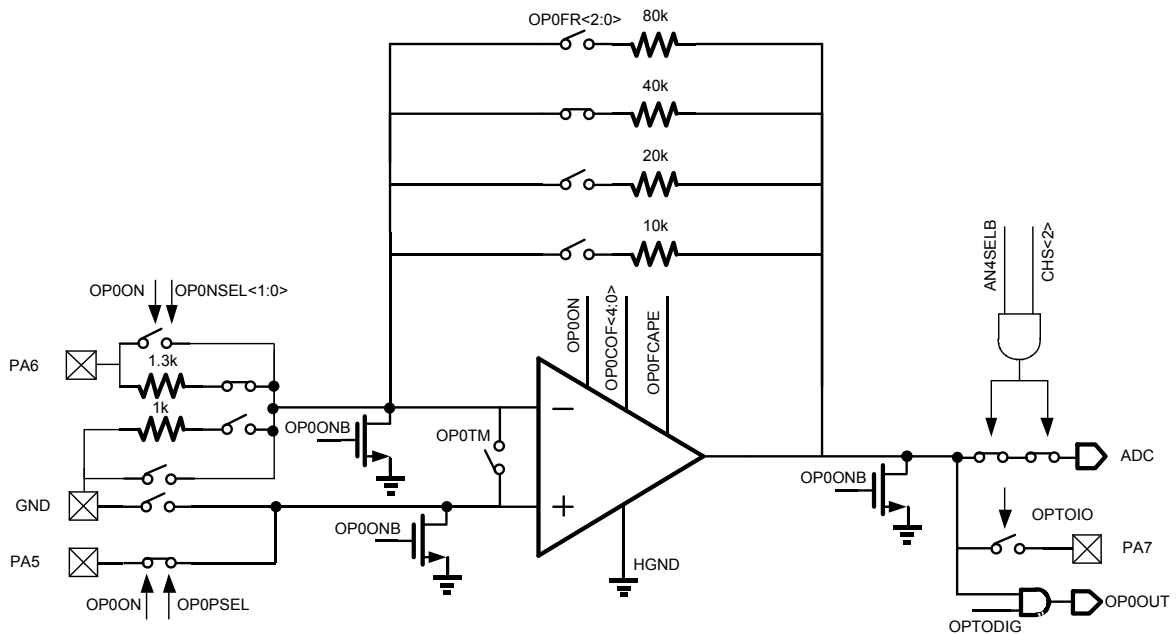 OP0FR<2:0>
80k
40k
20k
10k
AN4SELB
CHS<2>
OP0ON
OP0NSEL<1:0>
OP0ON
OP0COF<4:0>
OP0FCAPE
PA6
1.3k
1k
OP0ONB
OP0TM
−
ADC
OP0ONB
GND
+
OP0ONB
OPTOIO
PA7
PA5
HGND
OP0ON
OP0PSEL
OP0OUT
OPTODIG